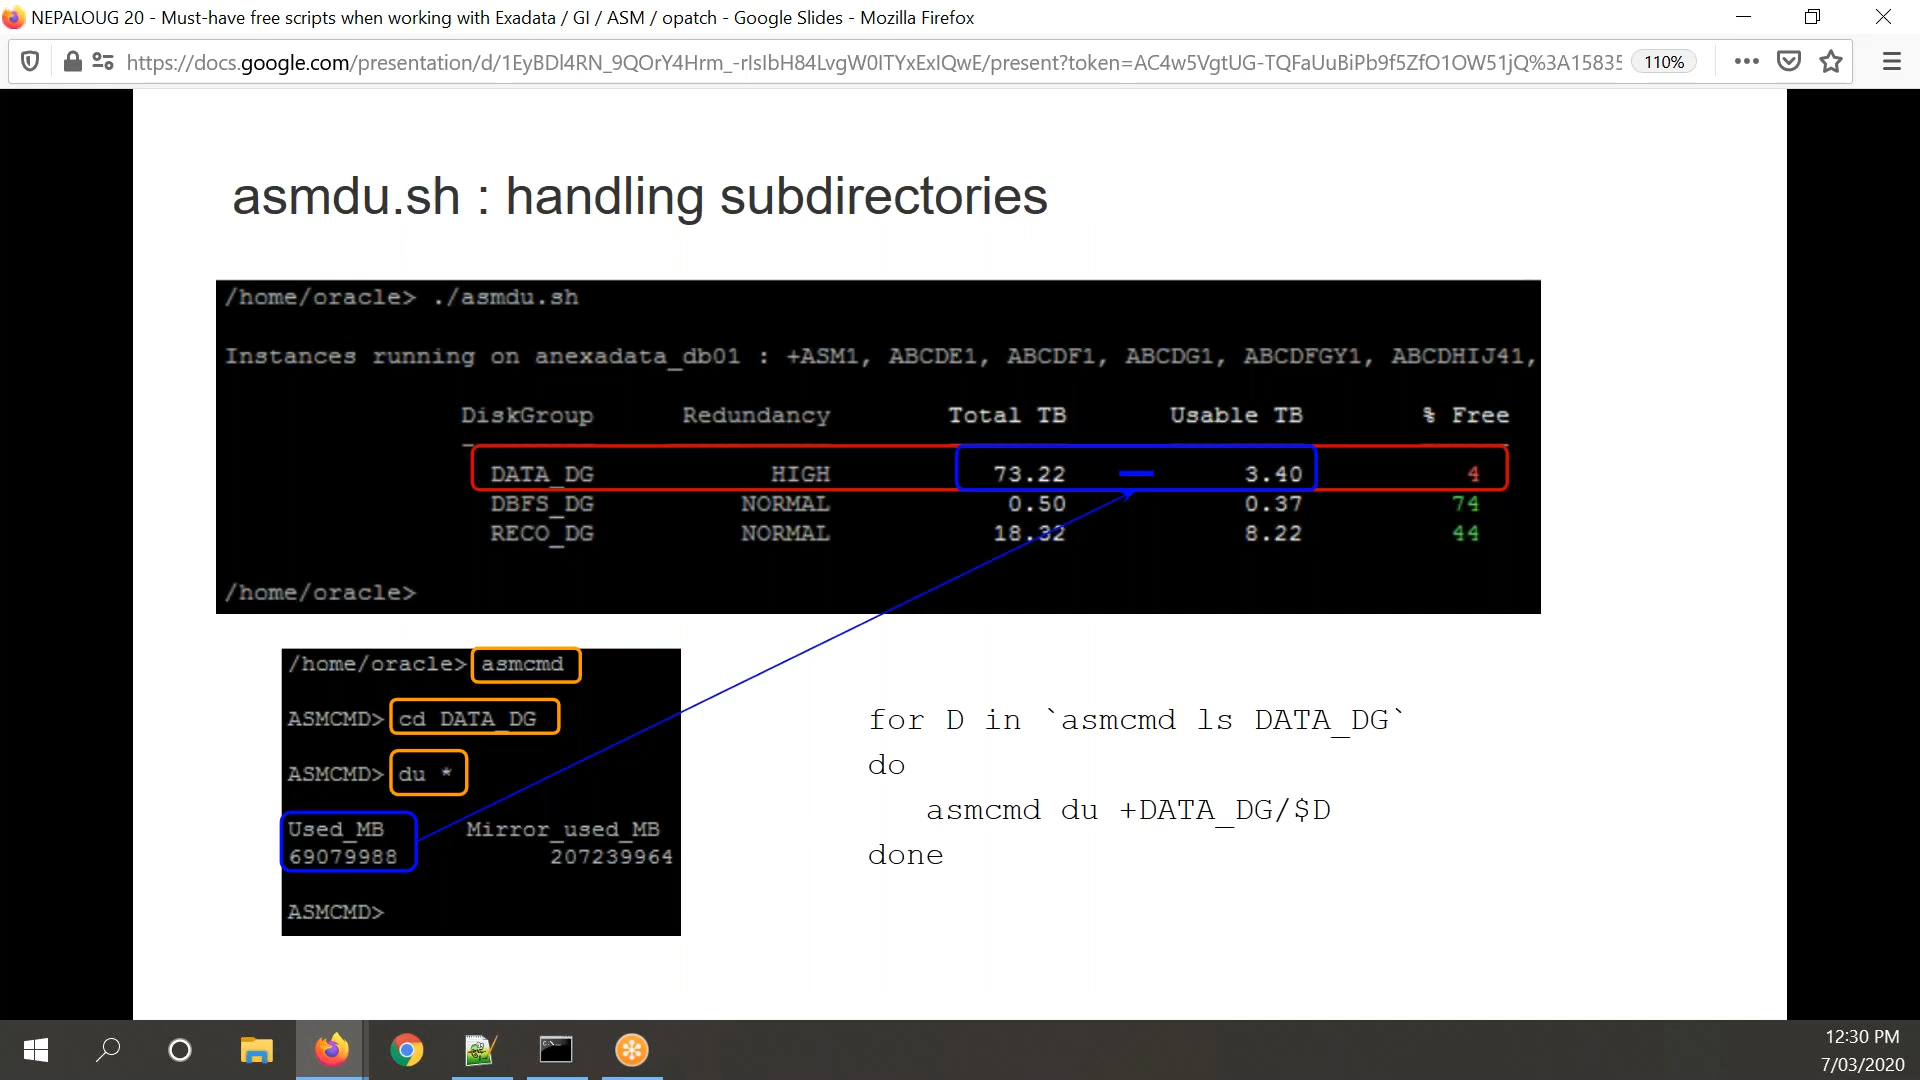 NEPALOUG 20 - Must-have free scripts when working with Exadata / GI / ASM / opatch - Google Slides - Mozilla Firefox
https://docs.google.com/presentation/d/1EyBDl4RN_9QOrY4Hrm_-rIsIbH84LvgW0ITYxExIQwE/present?token=AC4w5VgtUG-TQFaUuBiPb9f5ZfO1OW51jQ%3A15835 110%
asmdu.sh : handling subdirectories
/home/oracle> ./asmdu.sh
Instances running on anexadata_db01 : +ASM1, ABCDE1, ABCDF1, ABCDG1, ABCDFGY1, ABCDHIJ41,
DiskGroup Redundancy Total TB Usable TB % Free
DATA_DG HIGH 73.22 3.40 4
DBFS_DG NORMAL 0.50 0.37 74
RECO_DG NORMAL 18.32 8.22 44
/home/oracle>
/home/oracle> asmcmd
ASMCMD> cd DATA_DG
ASMCMD> du *
Used_MB Mirror_used_MB
69079988 207239964
ASMCMD>
for D in `asmcmd ls DATA_DG`
do
asmcmd du +DATA_DG/$D
done
12:30 PM
7/03/2020